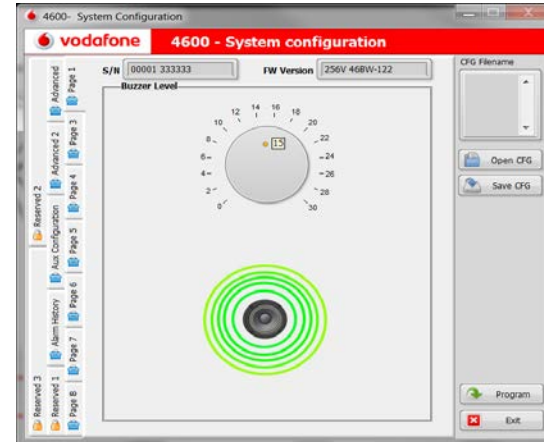 4600- System Configuration
vodafone
4600 - System configuration
S/N
00001 333333
FW Version
256V 46BW-122
CFG Filename
Buzzer Level
0
2
4
6
8
10
12
14
16
18
20
22
24
26
28
30
15
Open CFG
Save CFG
Program
Exit
Reserved 2
Reserved 3
Advanced
Advanced 2
Aux Configuration
Alarm History
Reserved 1
Page 1
Page 3
Page 4
Page 5
Page 6
Page 7
Page 8